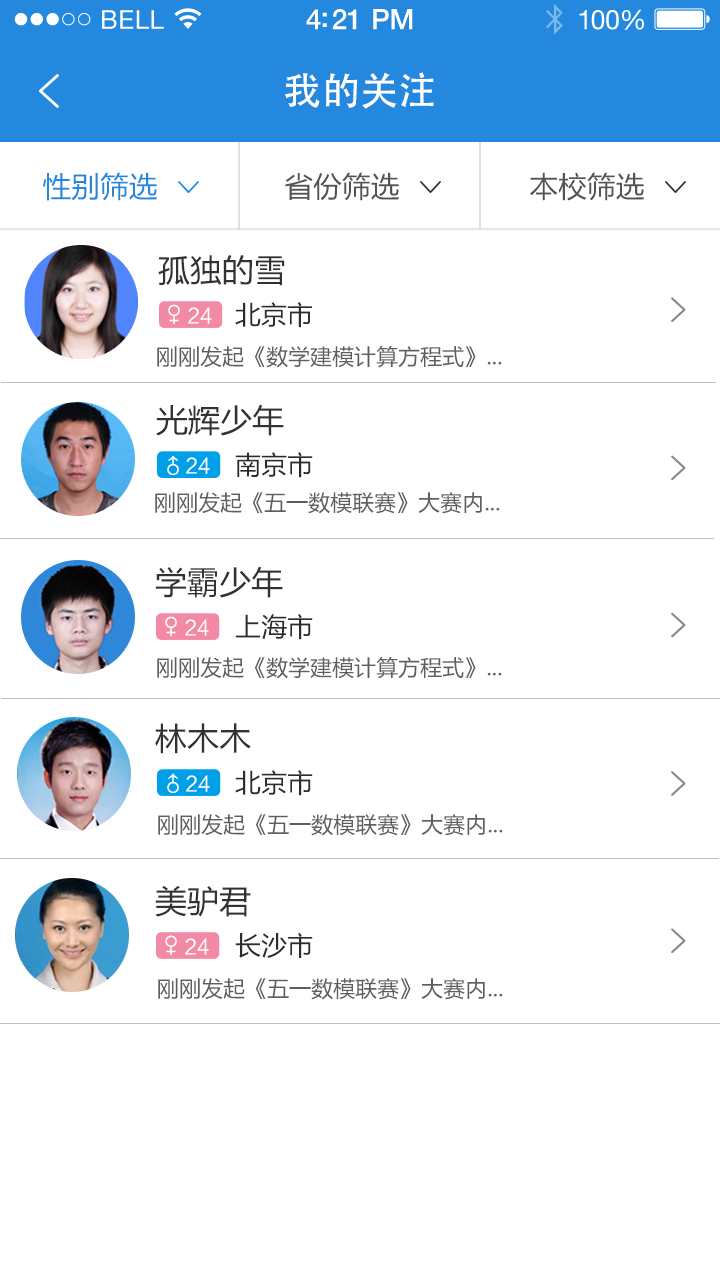 BELL 4:21 PM 100%
我的关注
性别筛选 省份筛选 本校筛选
孤独的雪
♀24 北京市
刚刚发起《数学建模计算方程式》...
光辉少年
♂24 南京市
刚刚发起《五一数模联赛》大赛内...
学霸少年
♀24 上海市
刚刚发起《数学建模计算方程式》...
林木木
♂24 北京市
刚刚发起《五一数模联赛》大赛内...
美驴君
♀24 长沙市
刚刚发起《五一数模联赛》大赛内...